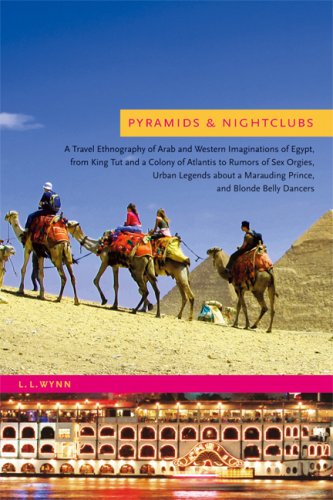 PYRAMIDS & NIGHTCLUBS
A Travel Ethnography of Arab and Western Imaginations of Egypt,
from King Tut and a Colony of Atlantis to Rumors of Sex Orgies,
Urban Legends about a Marauding Prince,
and Blonde Belly Dancers
L. L. WYNN